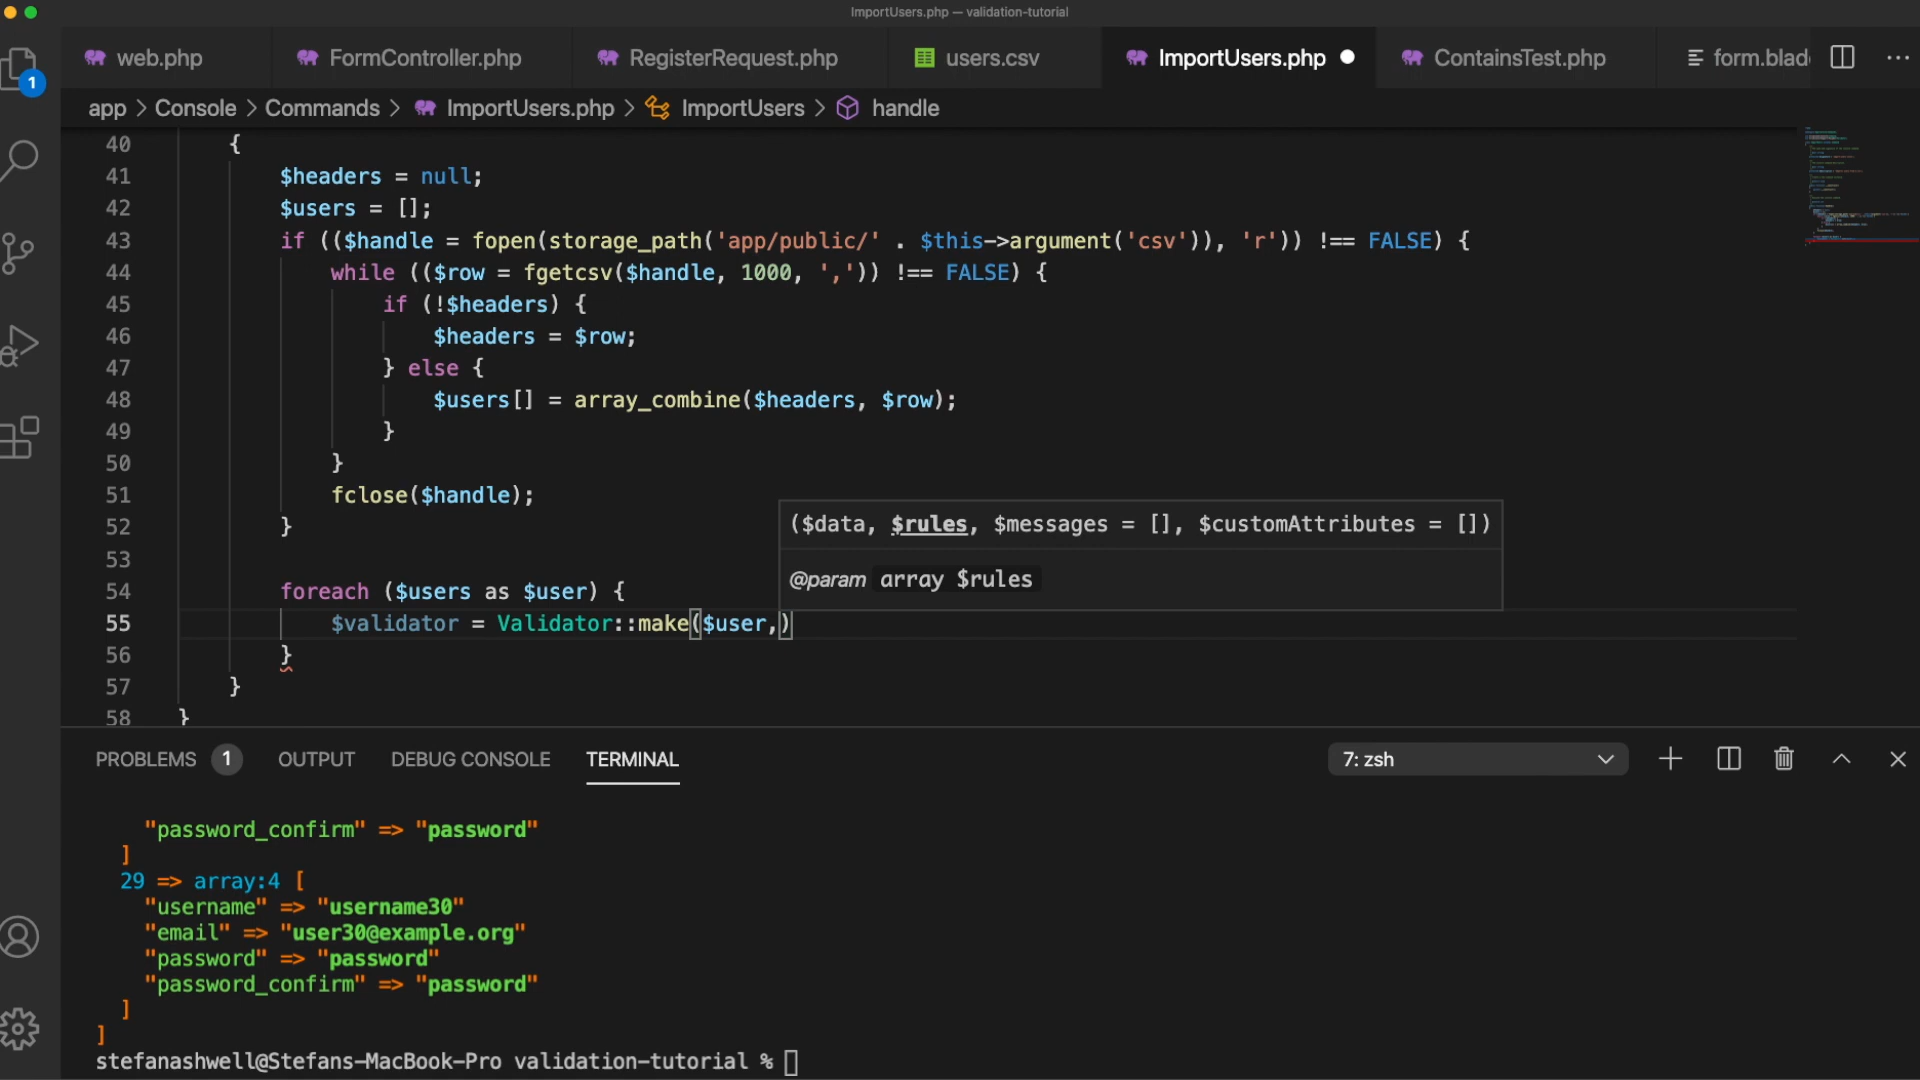 ImportUsers.php — validation-tutorial
web.php FormController.php RegisterRequest.php users.csv ImportUsers.php ContainsTest.php form.blad
1
app > Console > Commands > ImportUsers.php > ImportUsers > handle
40 {
41 $headers = null;
42 $users = [];
43 if (($handle = fopen(storage_path('app/public/' . $this->argument('csv')), 'r')) !== FALSE) {
44 while (($row = fgetcsv($handle, 1000, ',')) !== FALSE) {
45 if (!$headers) {
46 $headers = $row;
47 } else {
48 $users[] = array_combine($headers, $row);
49 }
50 }
51 fclose($handle);
52 }
($data, $rules, $messages = [], $customAttributes = [])
53
@param array $rules
54 foreach ($users as $user) {
55 $validator = Validator::make($user,)
56 }
57 }
58 }
PROBLEMS 1 OUTPUT DEBUG CONSOLE TERMINAL 7: zsh
"password_confirm" => "password"
]
29 => array:4 [
"username" => "username30"
"email" => "user30@example.org"
"password" => "password"
"password_confirm" => "password"
]
]
stefanashwell@Stefans-MacBook-Pro validation-tutorial %